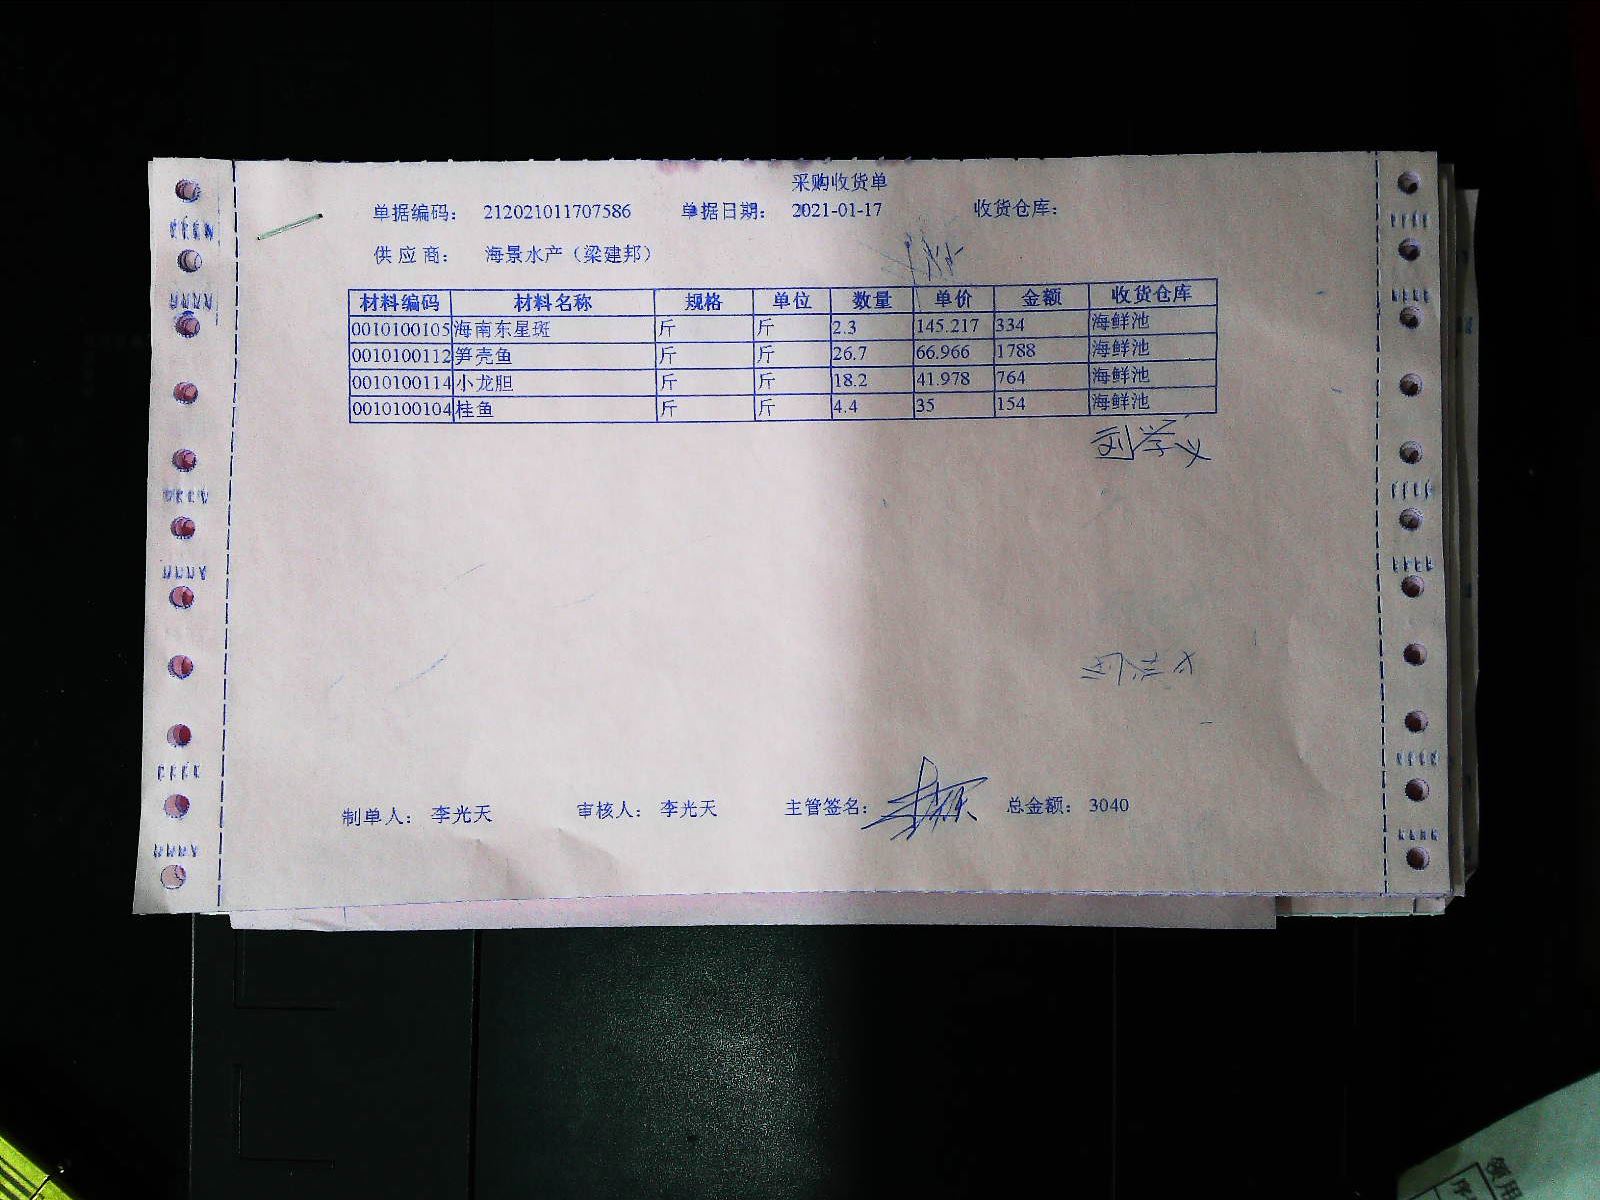 采购收货单
单据编码： 212021011707586 单据日期： 2021-01-17 收货仓库：
供 应 商： 海景水产（梁建邦）
材料编码 材料名称 规格 单位 数量 单价 金额 收货仓库
0010100105 海南东星斑 斤 斤 2.3 145.217 334 海鲜池
0010100112 笋壳鱼 斤 斤 26.7 66.966 1788 海鲜池
0010100114 小龙胆 斤 斤 18.2 41.978 764 海鲜池
0010100104 桂鱼 斤 斤 4.4 35 154 海鲜池
刘学义
制单人： 李光天 审核人： 李光天 主管签名： 总金额： 3040